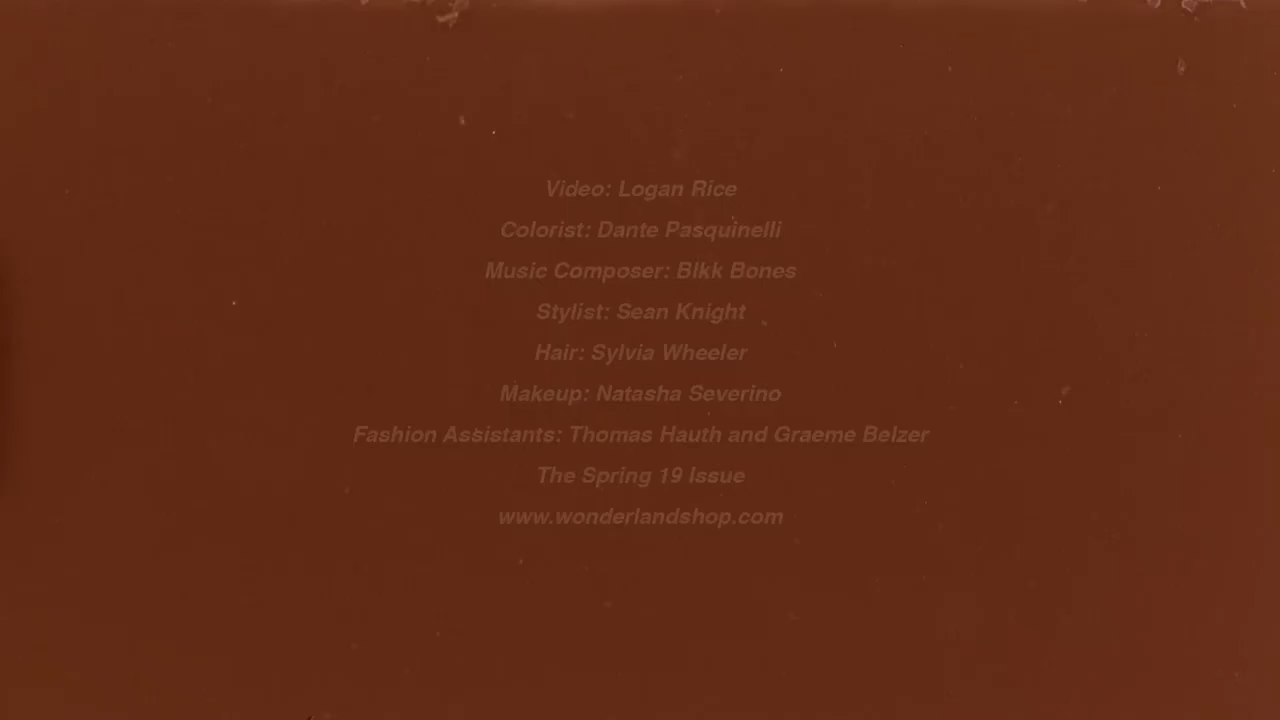 Video: Logan Rice
Colorist: Dante Pasquinelli
Music Composer: Blkk Bones
Stylist: Sean Knight
Hair: Sylvia Wheeler
Makeup: Natasha Severino
Fashion Assistants: Thomas Hauth and Graeme Belzer
The Spring 19 Issue
www.wonderlandshop.com